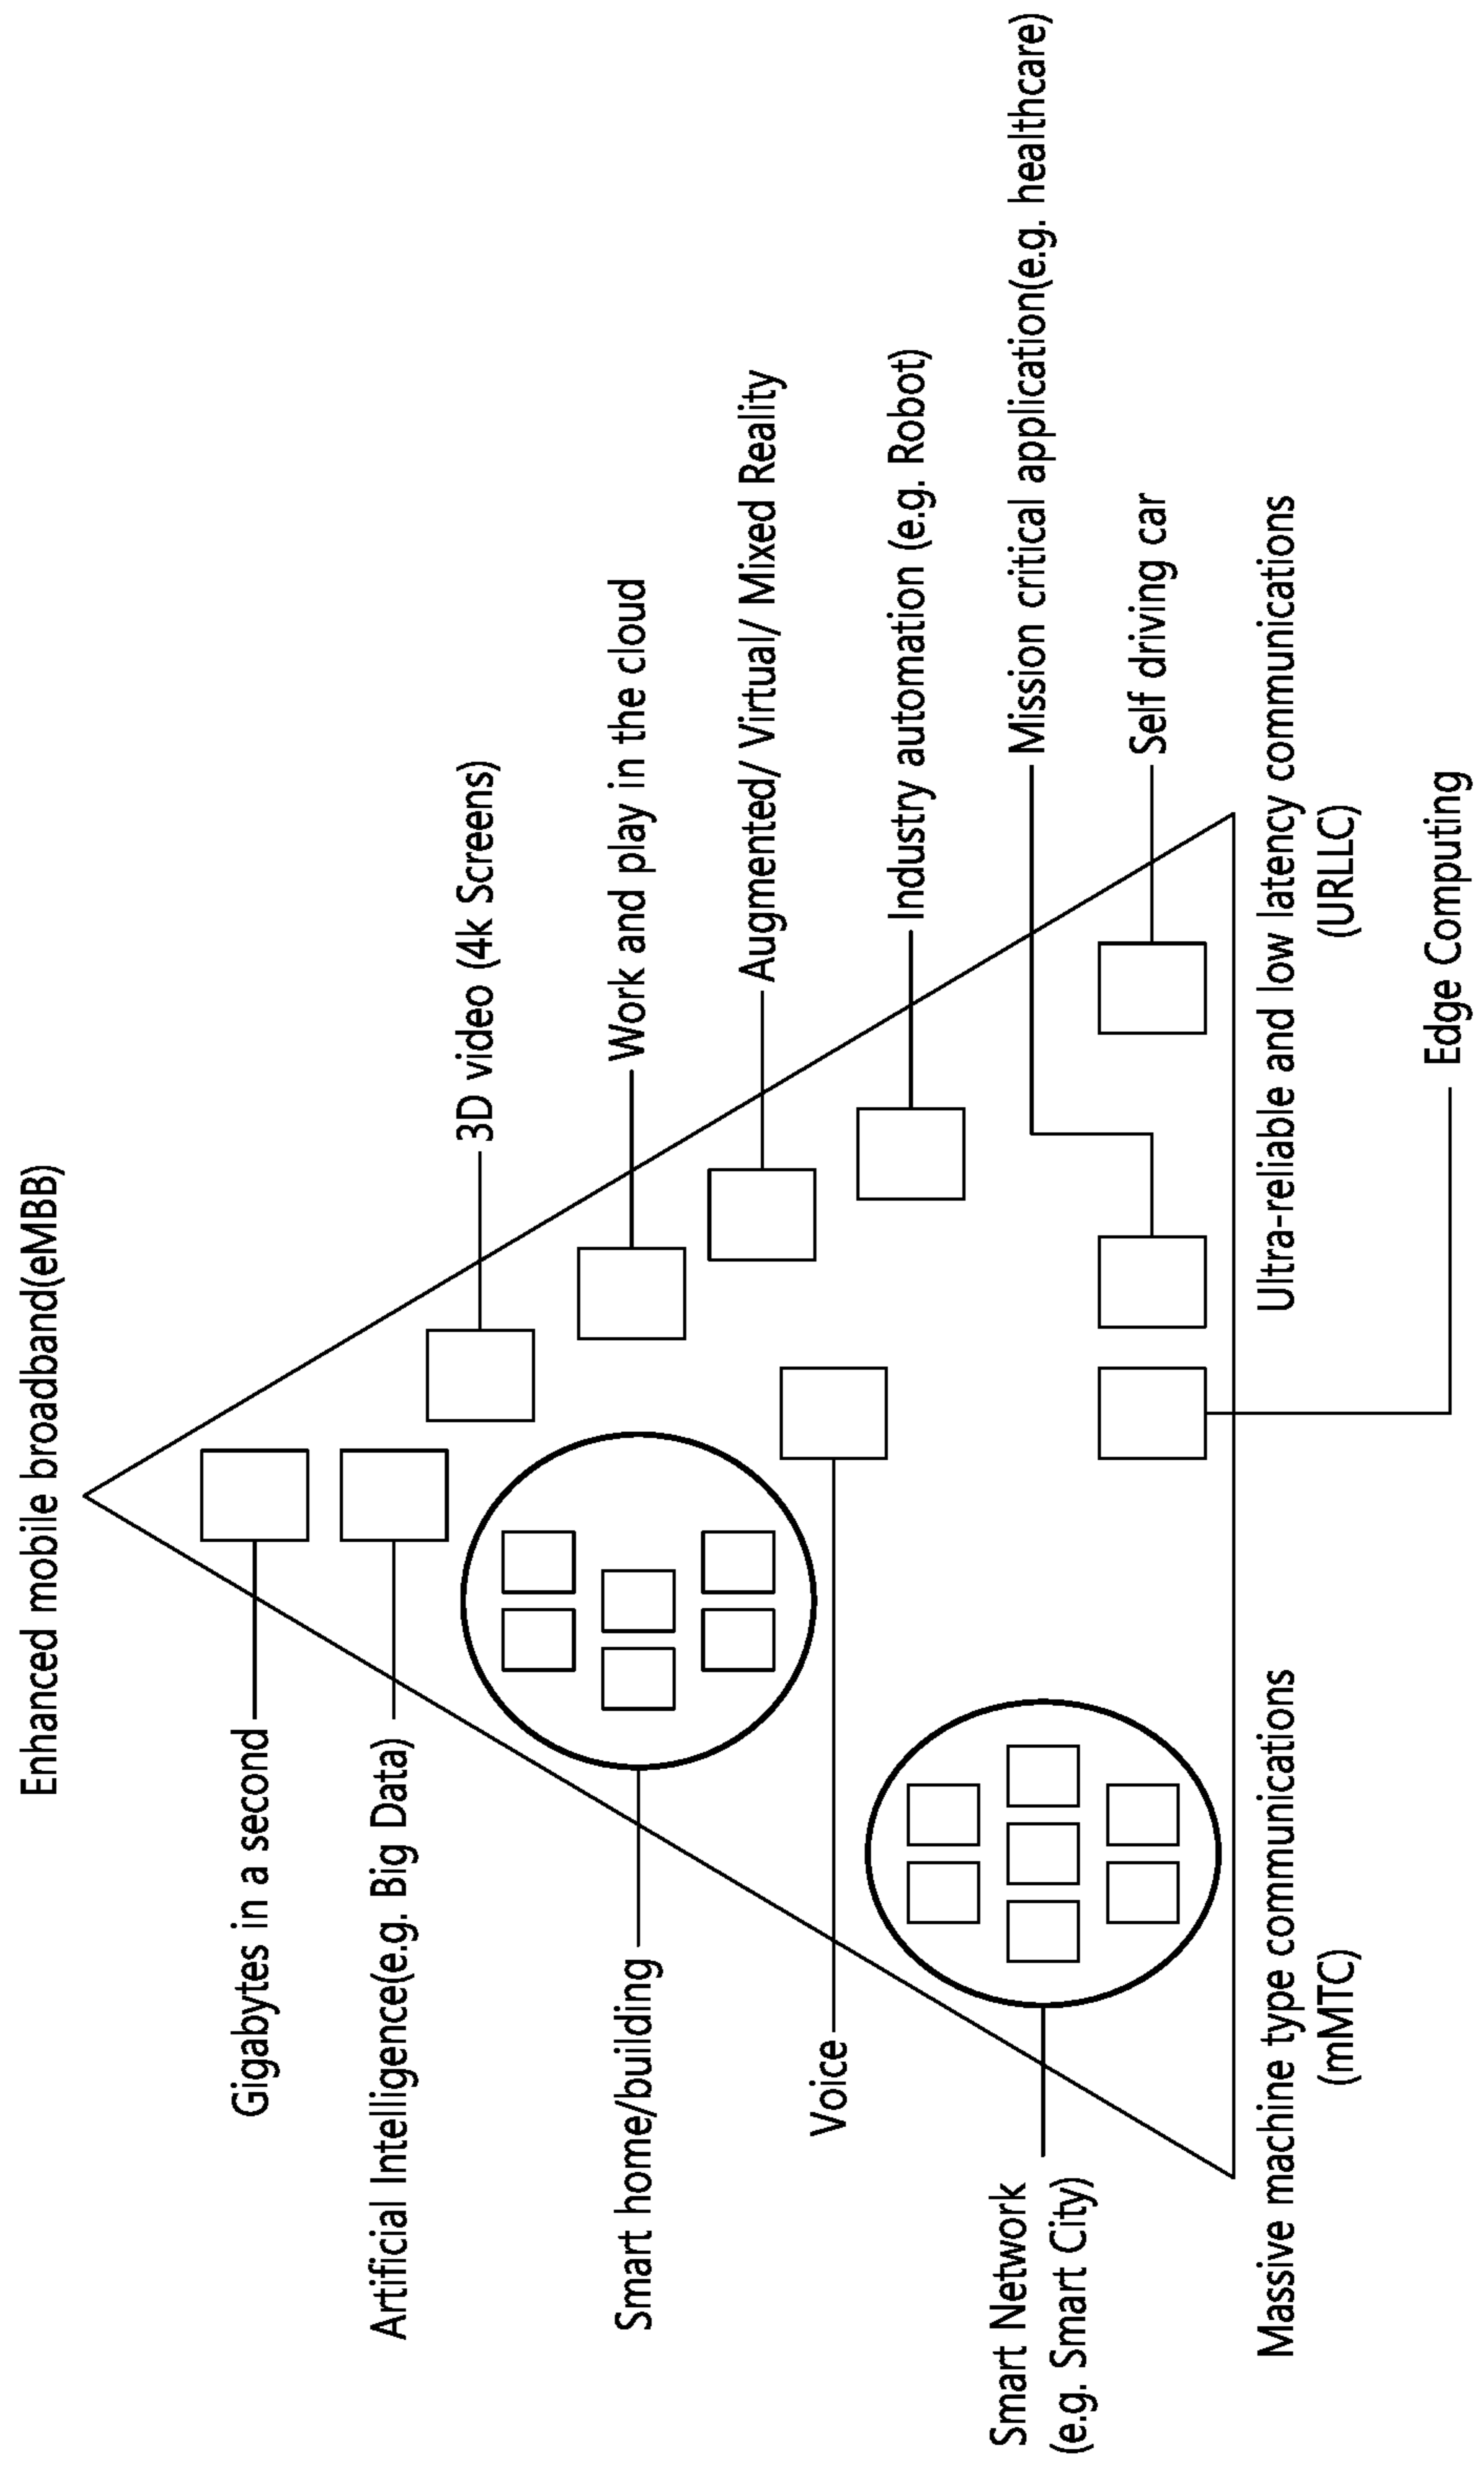 Enhanced mobile broadband(eMBB)
Gigabytes in a second
Artificial Intelligence(e.g. Big Data)
3D video (4k Screens)
Smart home/building
Work and play in the cloud
Augmented/ Virtual/ Mixed Reality
Voice
Industry automation (e.g. Robot)
Smart Network
(e.g. Smart City)
Mission critical application(e.g. healthcare)
Self driving car
Massive machine type communications
(mMTC)
Ultra-reliable and low latency communications
(URLLC)
Edge Computing